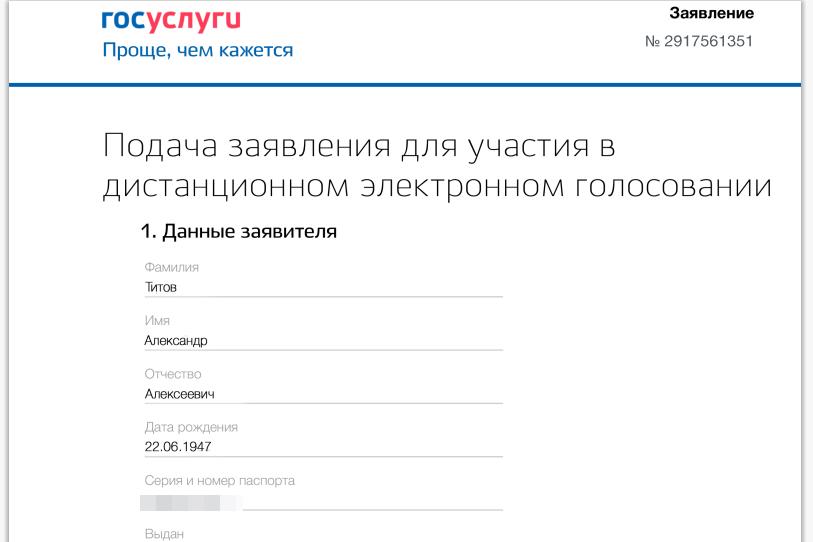 госуслуги
Проще, чем кажется
Заявление
№ 2917561351
Подача заявления для участия в
дистанционном электронном голосовании
1. Данные заявителя
Фамилия
Титов
Имя
Александр
Отчество
Алексеевич
Дата рождения
22.06.1947
Серия и номер паспорта
Выдан